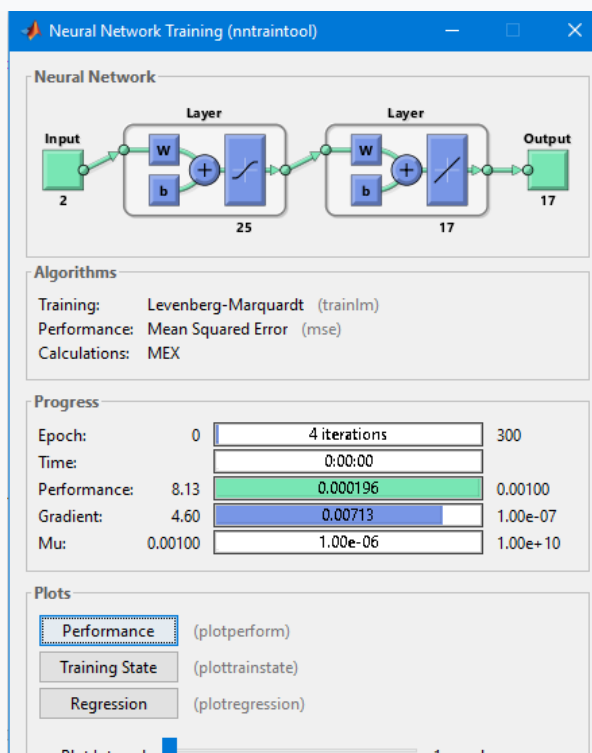 Neural Network Training (nntraintool)
Neural Network
Layer Layer
Input Output
W W
b b
2 17
25 17
Algorithms
Training: Levenberg-Marquardt (trainlm)
Performance: Mean Squared Error (mse)
Calculations: MEX
Progress
Epoch: 0 4 iterations 300
Time: 0:00:00
Performance: 8.13 0.000196 0.00100
Gradient: 4.60 0.00713 1.00e-07
Mu: 0.00100 1.00e-06 1.00e+10
Plots
Performance (plotperform)
Training State (plottrainstate)
Regression (plotregression)